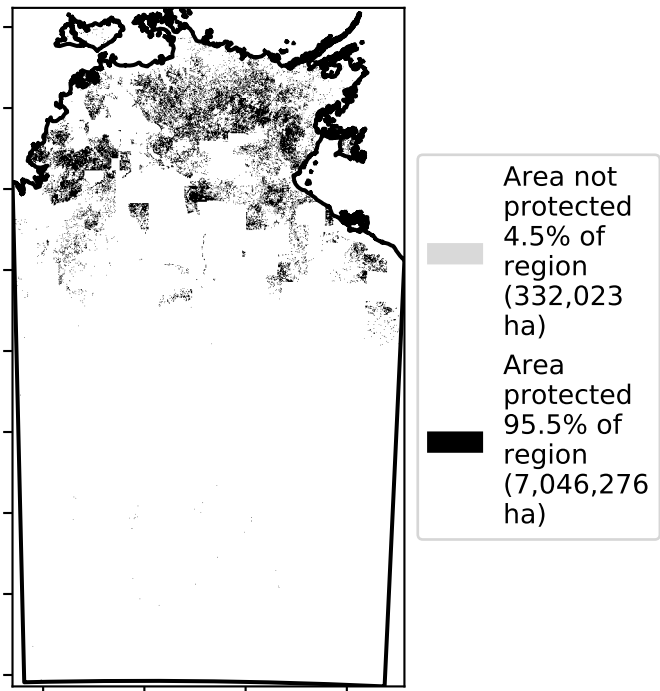 Area not
protected
4.5% of
region
(332,023
ha)
Area
protected
95.5% of
region
(7,046,276
ha)